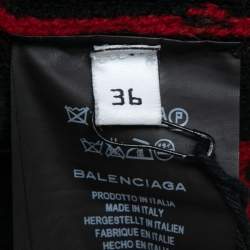 36
P
BALENCIAGA
PRODOTTO IN ITALIA
MADE IN ITALY
HERGESTELLT IN ITALIEN
FABRIQUE EN ITALIE
HECHO EN ITALIA